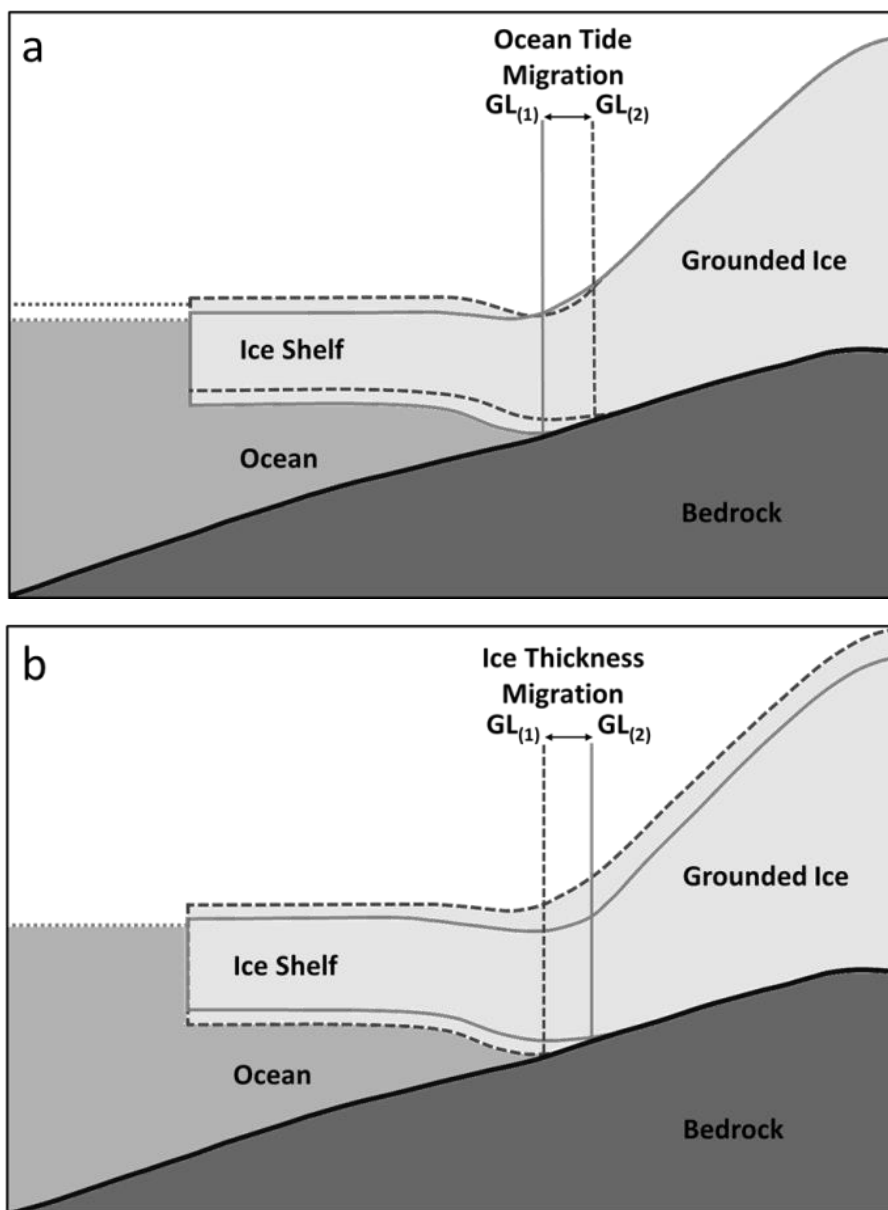 a
Ocean Tide
Migration
GL(1) GL(2)
Grounded Ice
Ice Shelf
Ocean
Bedrock
b
Ice Thickness
Migration
GL(1) GL(2)
Grounded Ice
Ice Shelf
Ocean
Bedrock